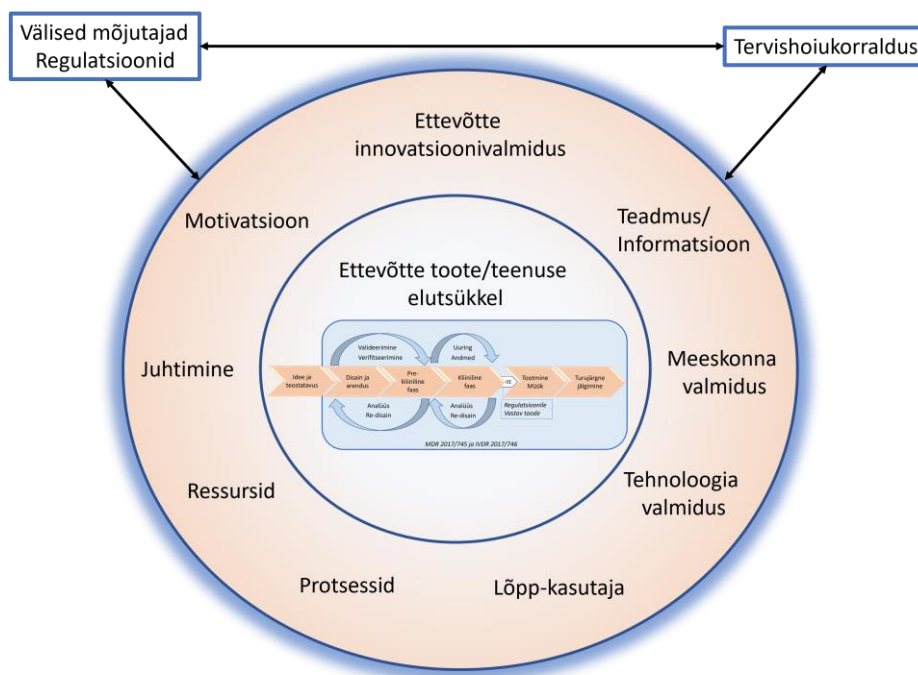 Välised mõjutajad
Regulatsioonid
Tervishoiukorraldus
Ettevõtte
innovatsioonivalmidus
Motivatsioon
Teadmus/
Informatsioon
Ettevõtte toote/teenuse
elutsükkel
Valideerimine
Verifitseerimine
Uuring
Andmed
Juhtimine
Meeskonna
valmidus
Idee ja
teostatavus
Disain ja
arendus
Pre-
kliiniline
faas
Kliiniline
faas
CE
Tootmine
Müük
Turujärgne
jälgimine
Analüüs
Re-disain
Analüüs
Re-disain
Regulatsioonile
Vastav toode
MDR 2017/745 ja IVDR 2017/746
Ressursid
Tehnoloogia
valmidus
Protsessid
Lõpp-kasutaja